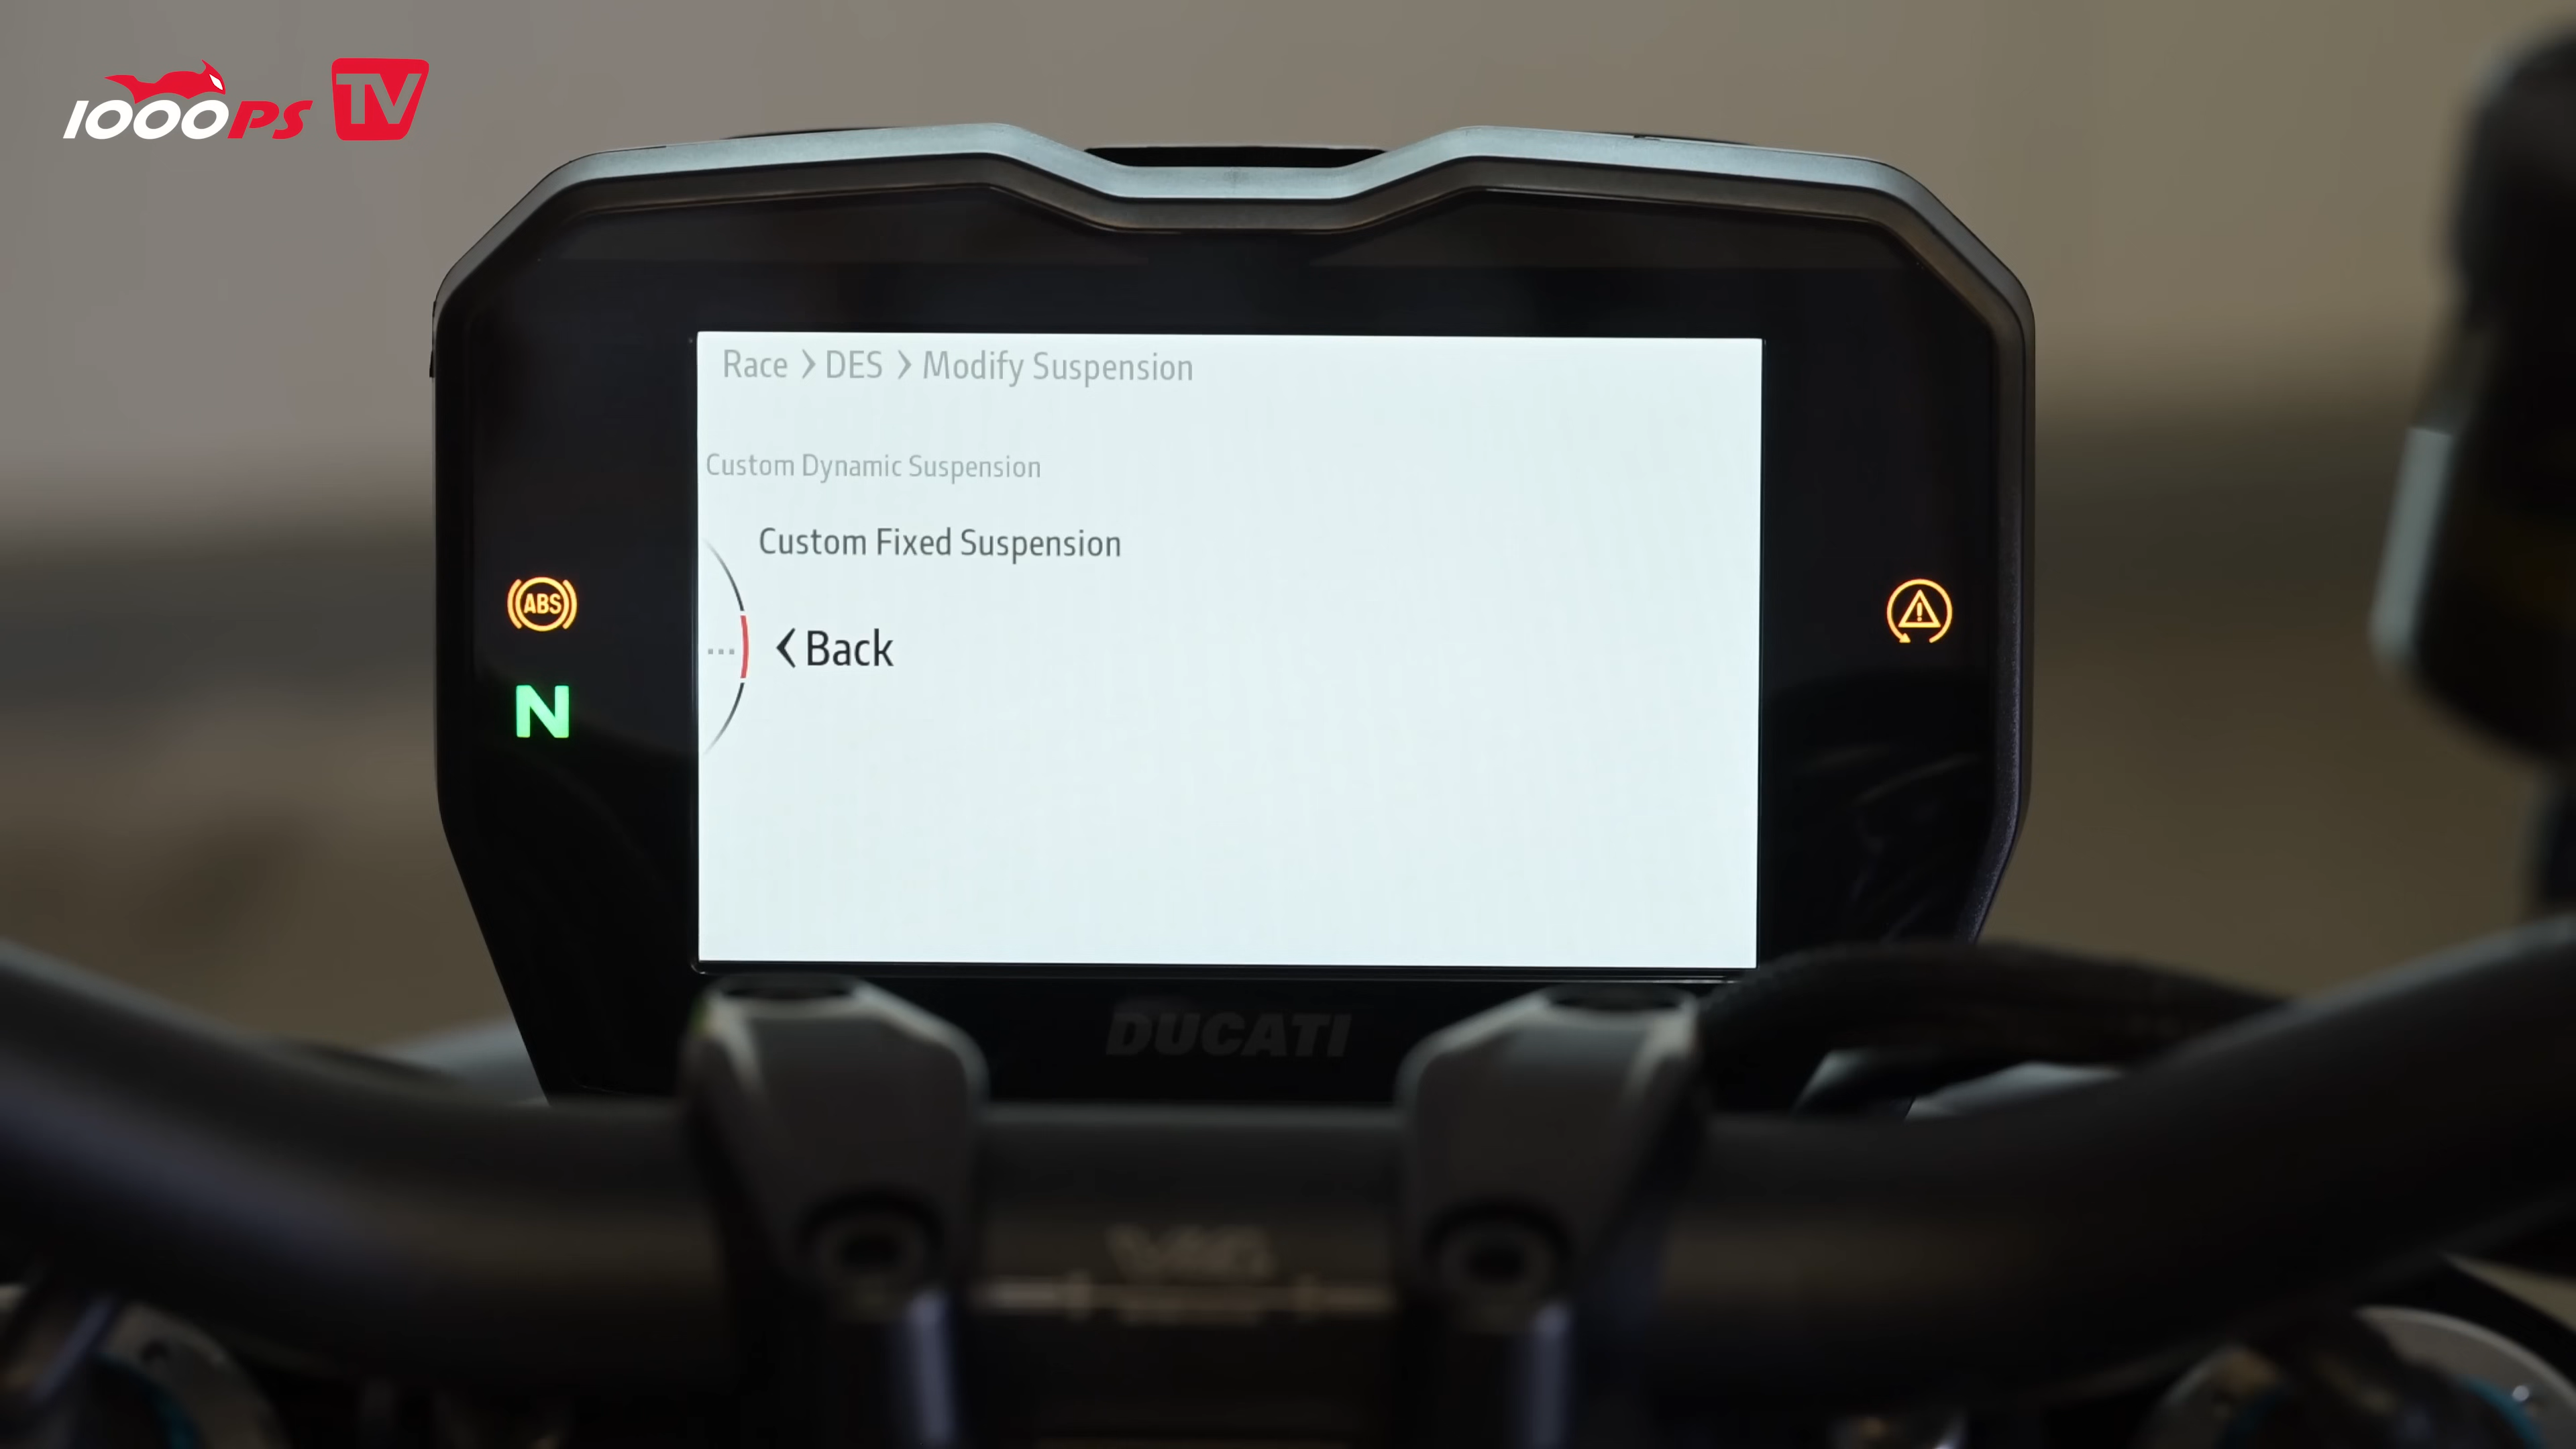 1000PS TV
Race > DES > Modify Suspension
Custom Dynamic Suspension
Custom Fixed Suspension
ABS
... < Back
N
DUCATI